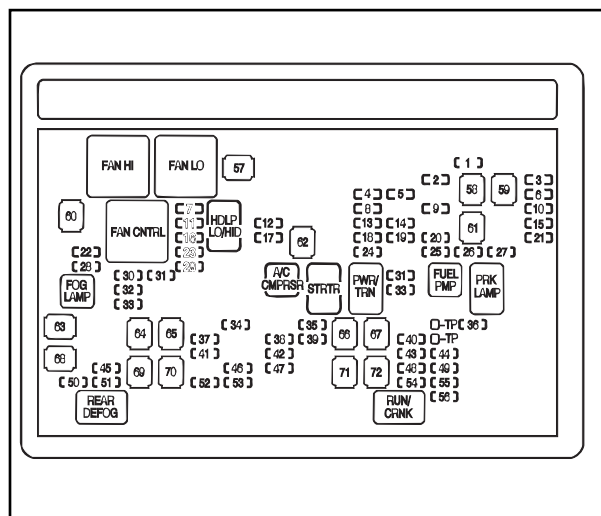 1
2 3
FAN HI FAN LO 57 58 59
4 5 6
60 7 HDLP LO/HID 8 9 10
FAN CNTRL 11 12 13 14 15
16 17 62 18 19 20 61 21
22 23 24 25 26 27
28 29
FOG LAMP 30 31 A/C CMPRSR STRTR PWR/TRN 31 FUEL PMP PRK LAMP
32 33
33
63 64 65 34 35 66 67 -TP 36
37 38 39 40 -TP
68 41 42 43 44
45 69 70 46 47 71 72 48 49
50 51 52 53 54 55
REAR DEFOG RUN/CRNK 56